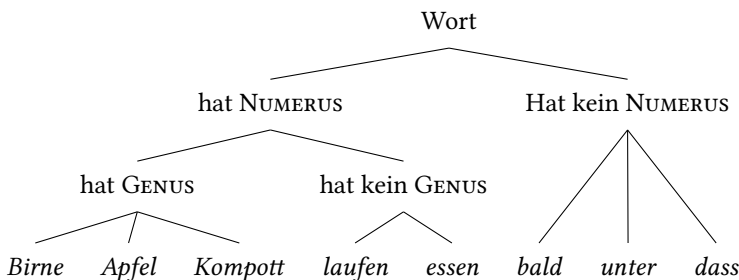 Wort
hat NUMERUS Hat kein NUMERUS
hat GENUS hat kein GENUS
Birne Apfel Kompott laufen essen bald unter dass